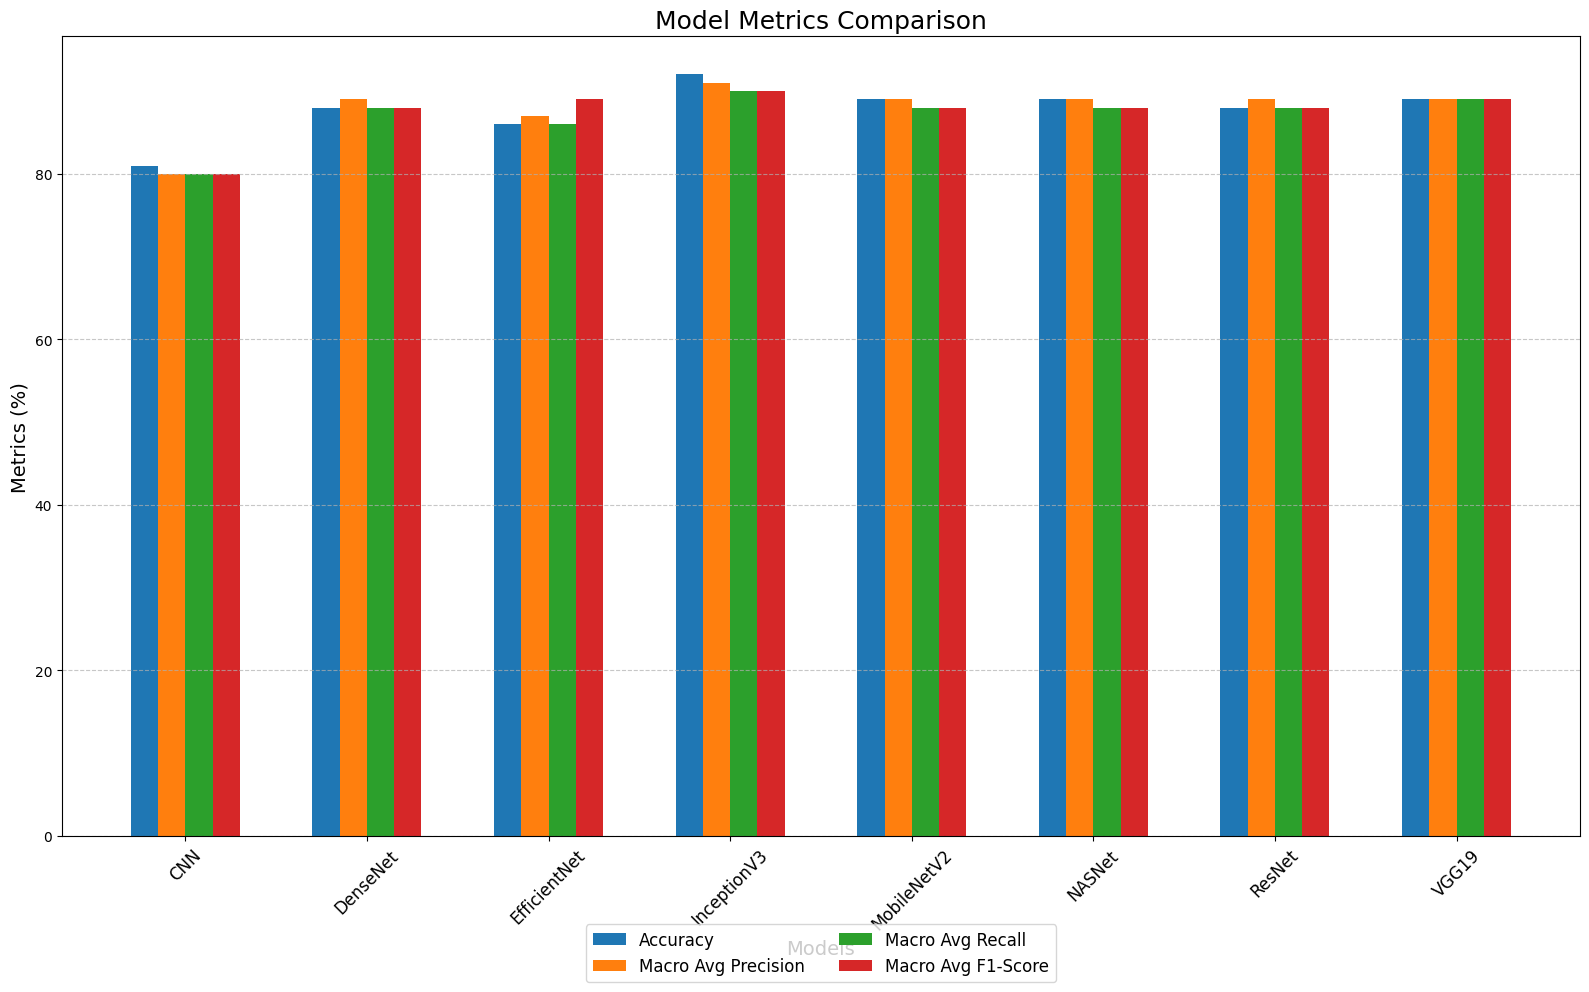 Model Metrics Comparison
Metrics (%)
80
60
40
20
0
CNN
DenseNet
EfficientNet
InceptionV3
MobileNetV2
NASNet
ResNet
VGG19
Models
Accuracy
Macro Avg Precision
Macro Avg Recall
Macro Avg F1-Score